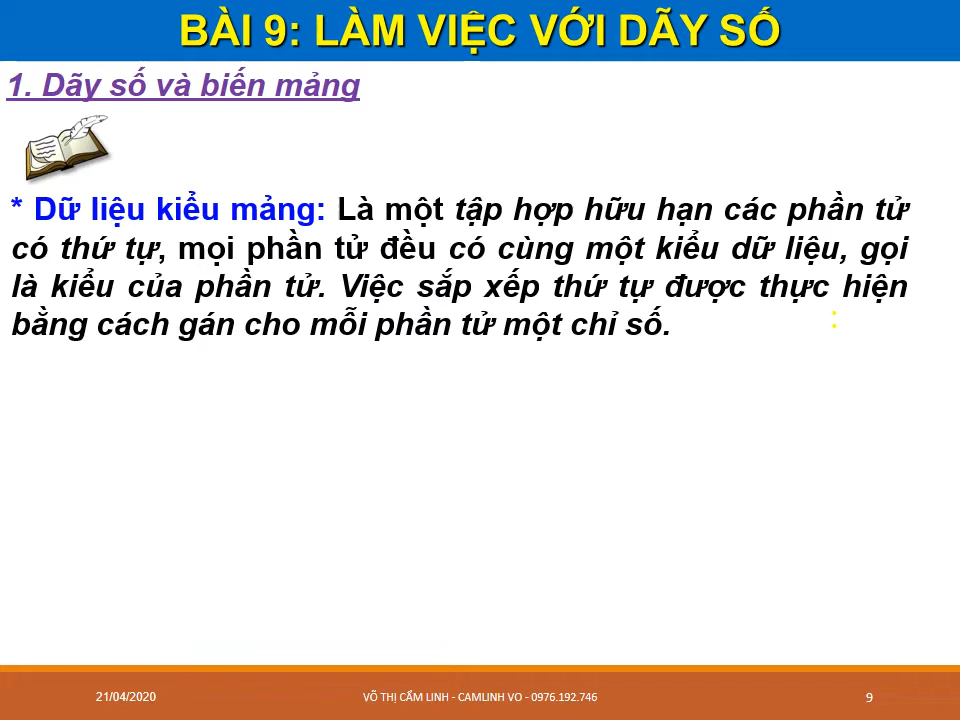 BÀI 9: LÀM VIỆC VỚI DÃY SỐ
1. Dãy số và biến mảng
* Dữ liệu kiểu mảng: Là một tập hợp hữu hạn các phần tử
có thứ tự, mọi phần tử đều có cùng một kiểu dữ liệu, gọi
là kiểu của phần tử. Việc sắp xếp thứ tự được thực hiện
bằng cách gán cho mỗi phần tử một chỉ số.
:
21/04/2020
VÕ THỊ CẨM LINH - CAMLINH VO - 0976.192.746
9